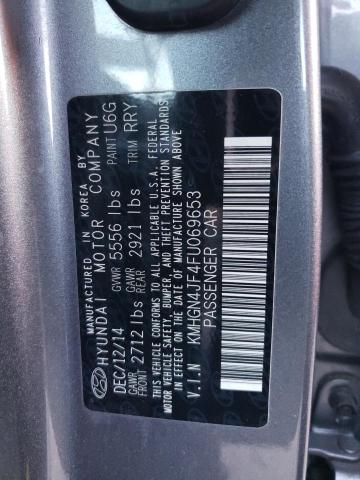 MANUFACTURED IN KOREA BY
HYUNDAI MOTOR COMPANY
DEC/12/14 GVWR 5556 lbs PAINT U6G
GAWR FRONT 2712 lbs GAWR REAR 2921 lbs TRIM RRY
THIS VEHICLE CONFORMS TO ALL APPLICABLE U.S.A. FEDERAL
MOTOR VEHICLE SAFETY, BUMPER, AND THEFT PREVENTION
STANDARDS IN EFFECT ON THE DATE OF MANUFACTURE
SHOWN ABOVE.
V.I.N KMHGN4JF4FU069653
PASSENGER CAR